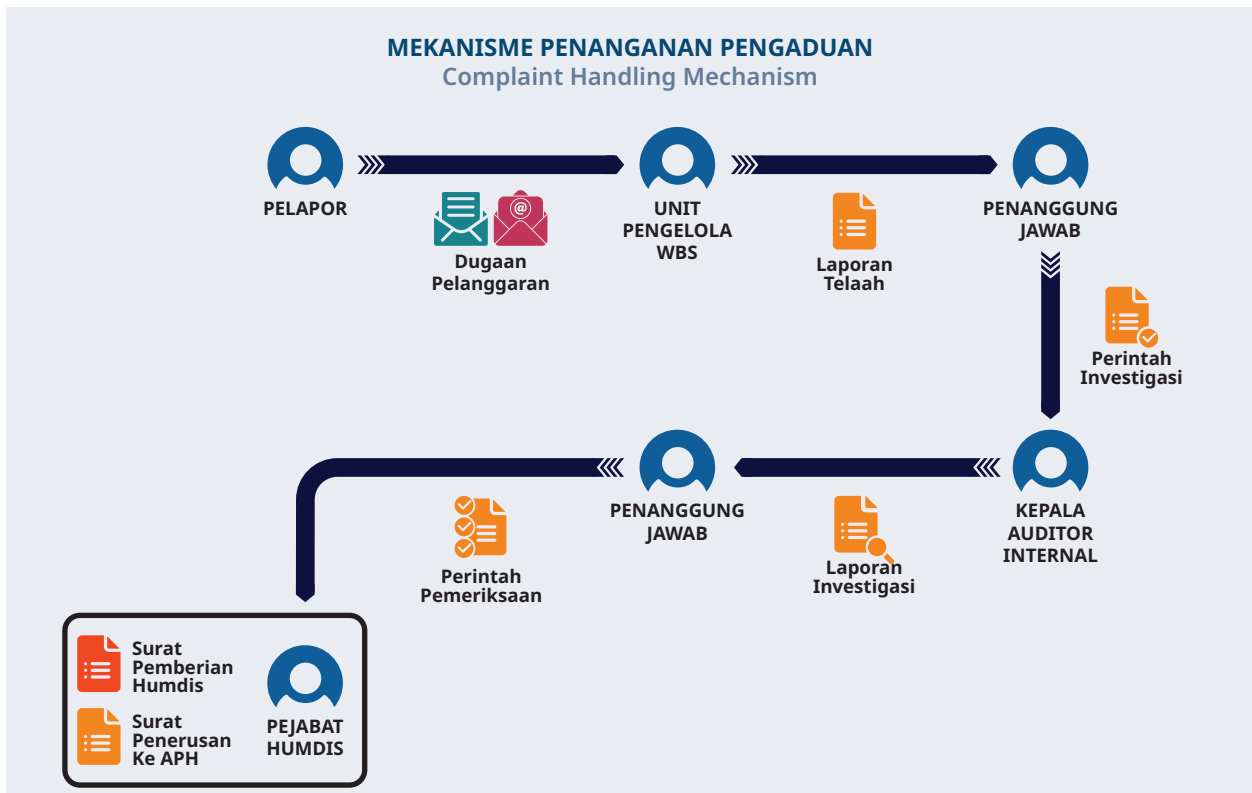 MEKANISME PENANGANAN PENGADUAN
Complaint Handling Mechanism
PELAPOR
@
Dugaan
Pelanggaran
UNIT
PENGELOLA
WBS
Laporan
Telaah
PENANGGUNG
JAWAB
Perintah
Investigasi
KEPALA
AUDITOR
INTERNAL
Laporan
Investigasi
PENANGGUNG
JAWAB
Perintah
Pemeriksaan
Surat
Pemberian
Humdis
Surat
Penerusan
Ke APH
PEJABAT
HUMDIS